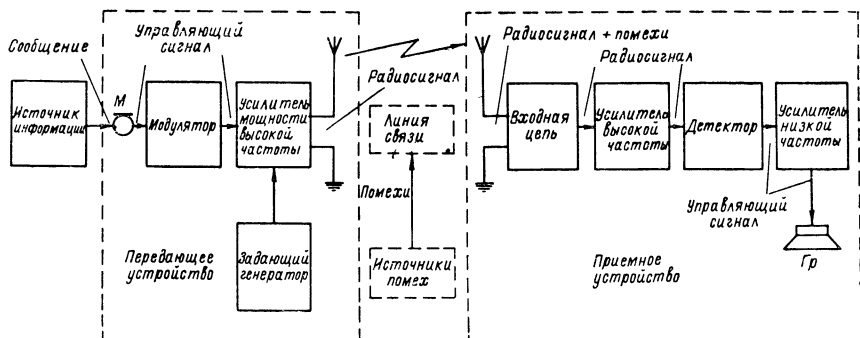 Сообщение
Управляющий
сигнал
М
Источник
информации
Модулятор
Усилитель
мощности
высокой
частоты
Радиосигнал
Передающее
устройство
Задающий
генератор
Линия
связи
Помехи
Источники
помех
Радиосигнал + помехи
Радиосигнал
Входная
цепь
Усилитель
высокой
частоты
Детектор
Усилитель
низкой
частоты
Управляющий
сигнал
Гр
Приемное
устройство